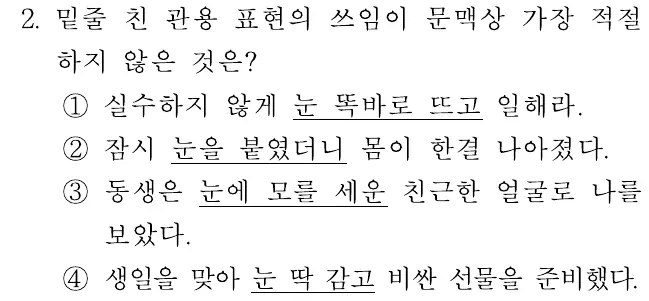 2. 밑줄 친 관용 표현의 쓰임이 문맥상 가장 적절
하지 않은 것은?
① 실수하지 않게 눈 똑바로 뜨고 일해라.
② 잠시 눈을 붙였더니 몸이 한결 나아졌다.
③ 동생은 눈에 모를 세운 친근한 얼굴로 나를
보았다.
④ 생일을 맞아 눈 딱 감고 비싼 선물을 준비했다.